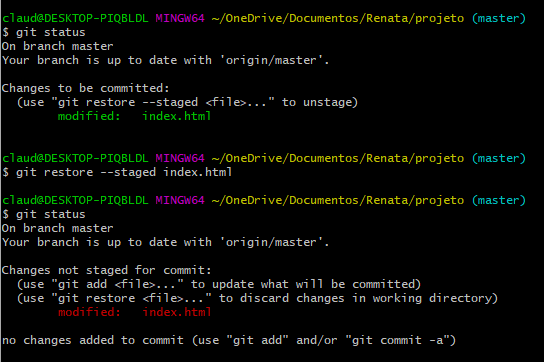 claud@DESKTOP-PIQBLDL MINGW64 ~/OneDrive/Documentos/Renata/projeto (master)
$ git status
On branch master
Your branch is up to date with 'origin/master'.

Changes to be committed:
  (use "git restore --staged <file>..." to unstage)
        modified:   index.html


claud@DESKTOP-PIQBLDL MINGW64 ~/OneDrive/Documentos/Renata/projeto (master)
$ git restore --staged index.html

claud@DESKTOP-PIQBLDL MINGW64 ~/OneDrive/Documentos/Renata/projeto (master)
$ git status
On branch master
Your branch is up to date with 'origin/master'.

Changes not staged for commit:
  (use "git add <file>..." to update what will be committed)
  (use "git restore <file>..." to discard changes in working directory)
        modified:   index.html

no changes added to commit (use "git add" and/or "git commit -a")